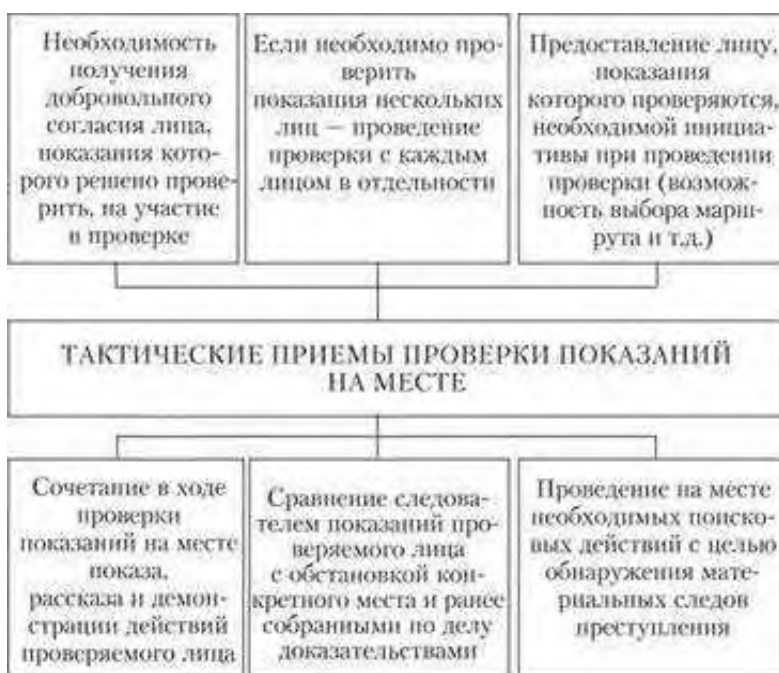 Необходимость
получения
добровольного
согласия лица,
показания кото-
рого решено прове-
рить, на участие
в проверке
Если необходимо про-
верить
показания нескольких
лиц — проведение
проверки с каждым
лицом в отдельности
Предоставление лицу,
показания
которого проверяются,
необходимой инициа-
тивы при проведении
проверки (возмож-
ность выбора марш-
рута и т.д.)
ТАКТИЧЕСКИЕ ПРИЕМЫ ПРОВЕРКИ ПОКАЗАНИЙ
НА МЕСТЕ
Сочетание в ходе
проверки
показаний на месте
показа,
рассказа и демон-
страции действий
проверяемого лица
Сравнение следова-
телем показаний про-
веряемого лица
с обстановкой кон-
кретного места и ранее
собранными по делу
доказательствами
Проведение на месте
необходимых поиско-
вых действий с целью
обнаружения мате-
риальных следов
преступления